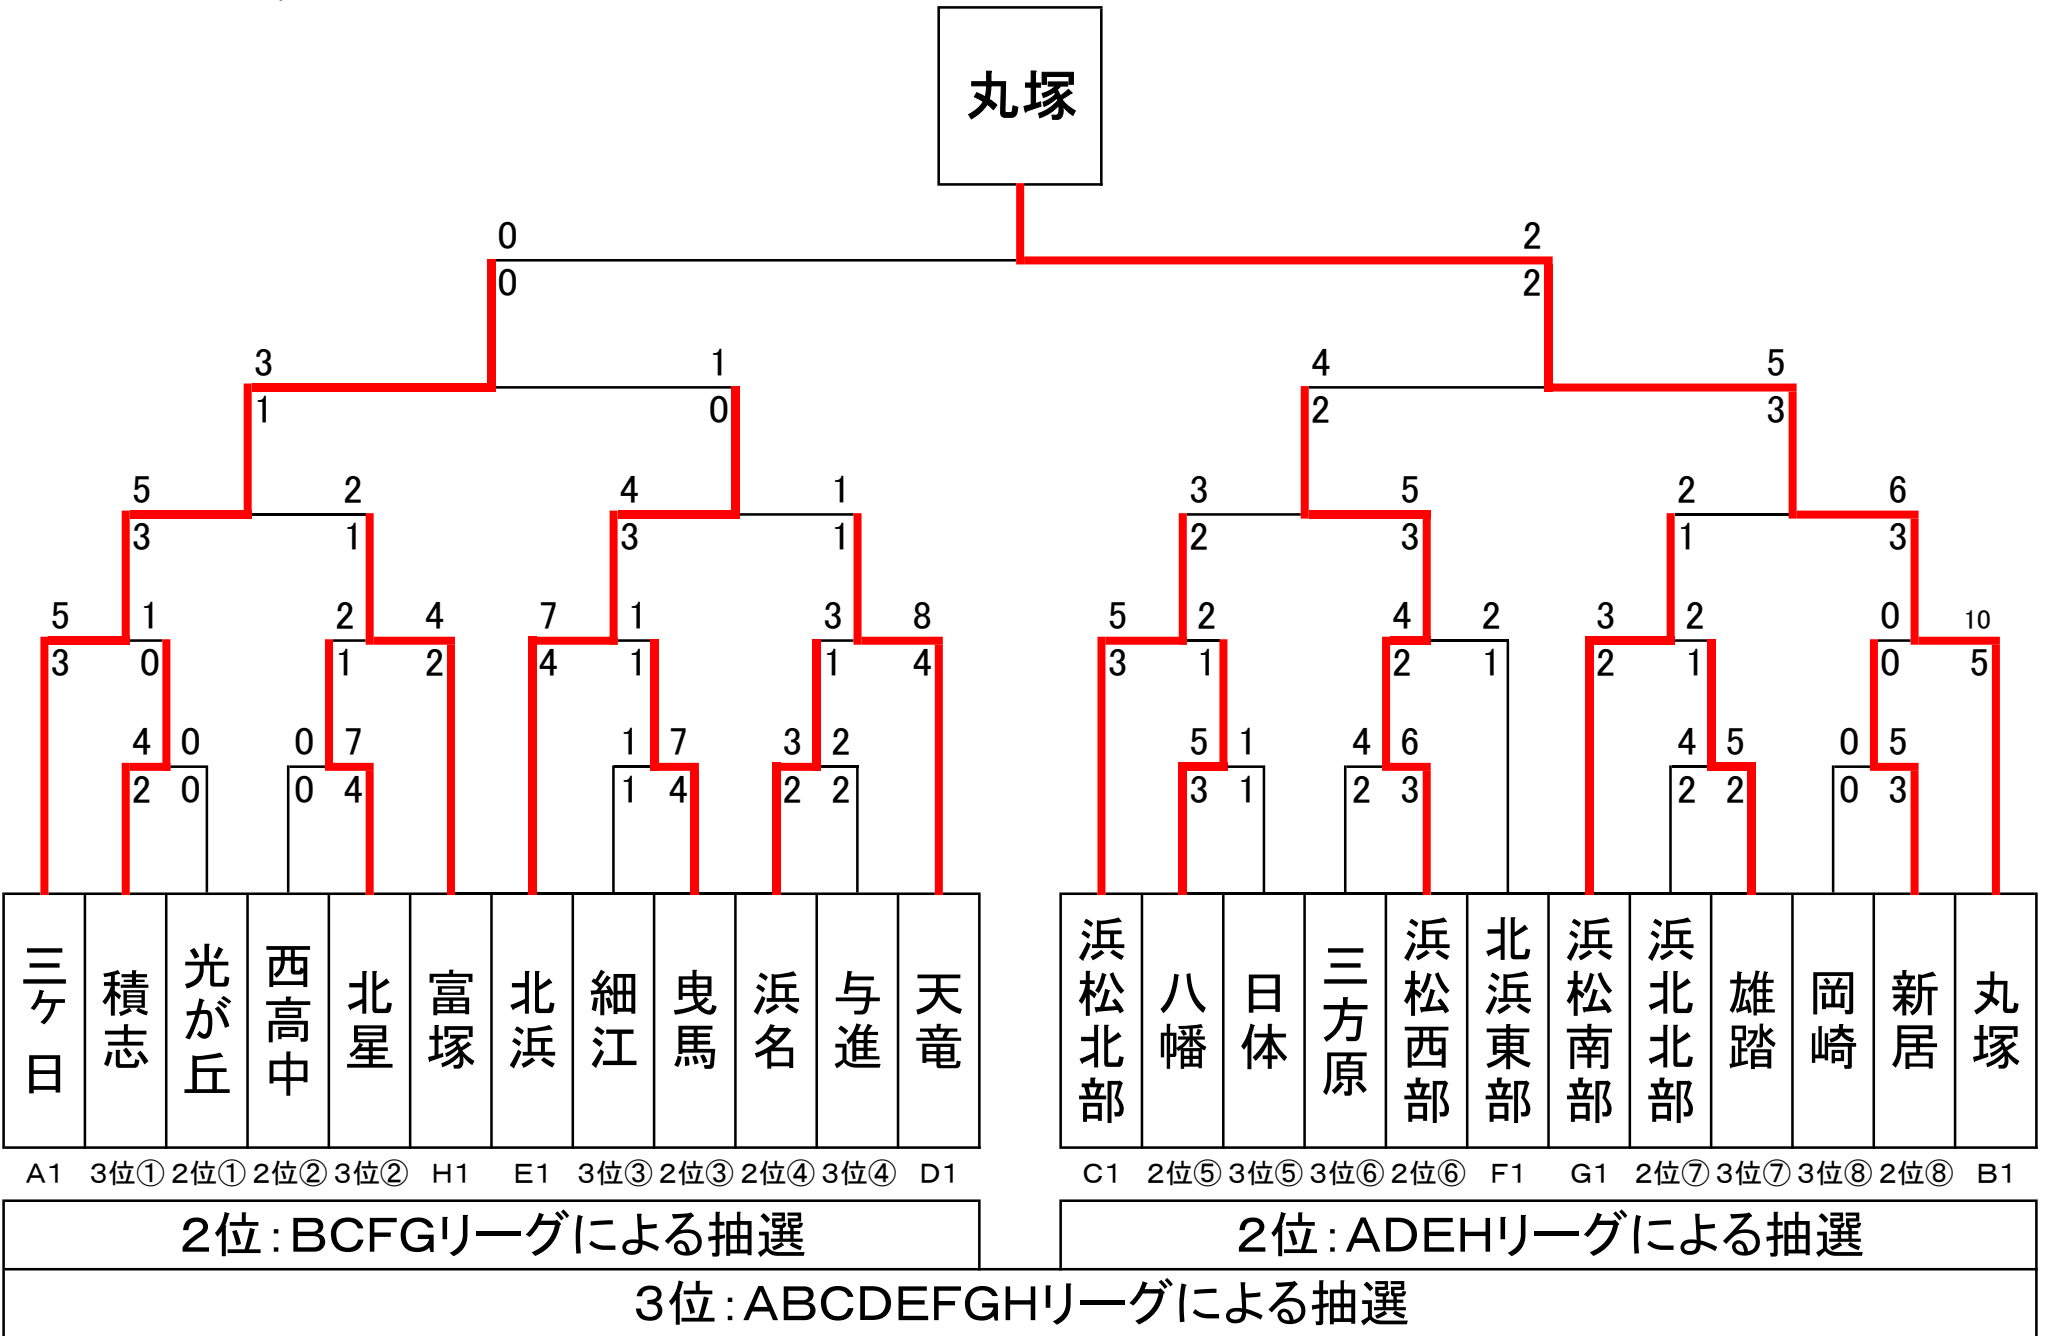 丸塚
0 2
0 2
3 1 4 5
1 0 2 3
5 2 4 1 3 5 2 6
3 1 3 1 2 3 1 3
5 1 2 4 7 1 3 8 5 2 4 2 3 2 0 10
3 0 1 2 4 1 1 4 3 1 2 1 2 1 0 5
4 0 0 7 1 7 3 2 5 1 4 6 4 5 0 5
2 0 0 4 1 4 2 2 3 1 2 3 2 2 0 3
三ヶ日 積志 光が丘 西高中 北星 富塚 北浜 細江 曳馬 浜名 与進 天竜 浜松北部 八幡 日体 三方原 浜松西部 北浜東部 浜松南部 浜北北部 雄踏 岡崎 新居 丸塚
A1 3位① 2位① 2位② 3位② H1 E1 3位③ 2位③ 2位④ 3位④ D1 C1 2位⑤ 3位⑤ 3位⑥ 2位⑥ F1 G1 2位⑦ 3位⑦ 3位⑧ 2位⑧ B1
２位：BCFGリーグによる抽選 ２位：ADEHリーグによる抽選
３位：ABCDEFGHリーグによる抽選